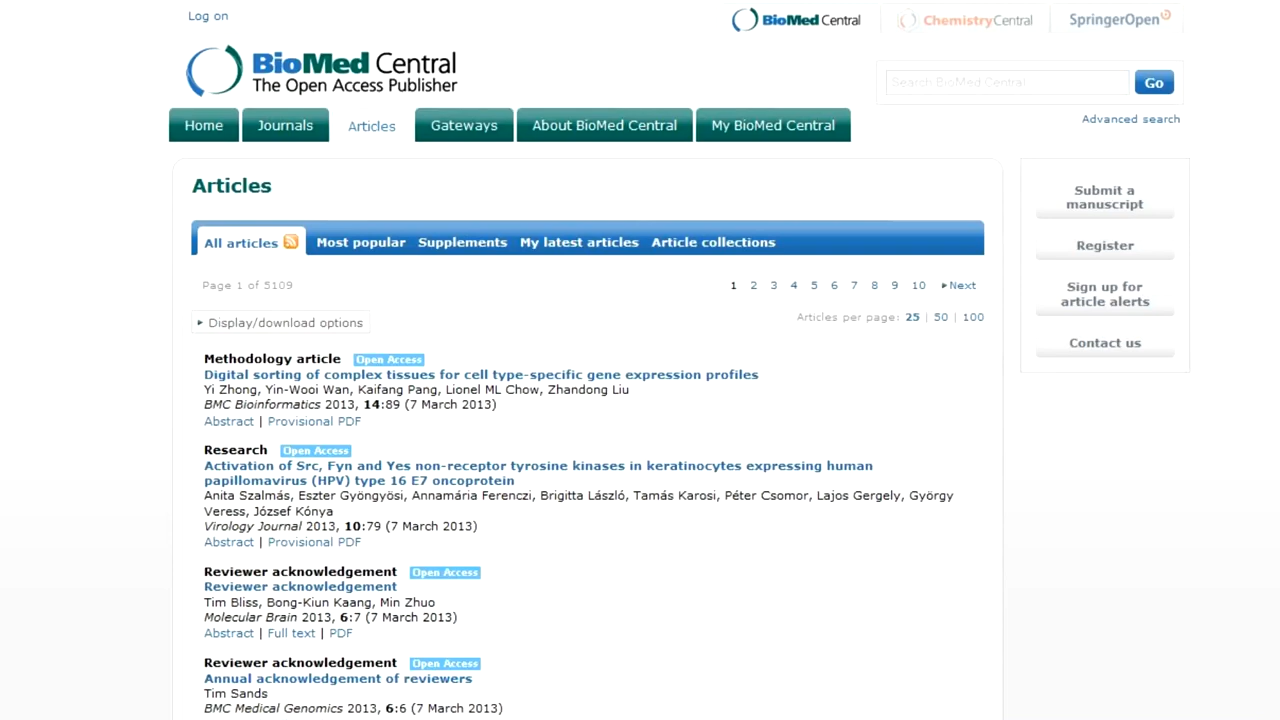 Log on
BioMed Central
ChemistryCentral
SpringerOpen
BioMed Central
The Open Access Publisher
Search BioMed Central
Go
Home
Journals
Articles
Gateways
About BioMed Central
My BioMed Central
Advanced search
Articles
All articles
Most popular
Supplements
My latest articles
Article collections
Submit a
manuscript
Register
Sign up for
article alerts
Contact us
Page 1 of 5109
1 2 3 4 5 6 7 8 9 10 Next
Display/download options
Articles per page: 25 | 50 | 100
Methodology article Open Access
Digital sorting of complex tissues for cell type-specific gene expression profiles
Yi Zhong, Yin-Wooi Wan, Kaifang Pang, Lionel ML Chow, Zhandong Liu
BMC Bioinformatics 2013, 14:89 (7 March 2013)
Abstract | Provisional PDF
Research Open Access
Activation of Src, Fyn and Yes non-receptor tyrosine kinases in keratinocytes expressing human
papillomavirus (HPV) type 16 E7 oncoprotein
Anita Szalmás, Eszter Gyöngyösi, Annamária Ferenczi, Brigitta László, Tamás Karosi, Péter Csomor, Lajos Gergely, György
Veress, József Kónya
Virology Journal 2013, 10:79 (7 March 2013)
Abstract | Provisional PDF
Reviewer acknowledgement Open Access
Reviewer acknowledgement
Tim Bliss, Bong-Kiun Kaang, Min Zhuo
Molecular Brain 2013, 6:7 (7 March 2013)
Abstract | Full text | PDF
Reviewer acknowledgement Open Access
Annual acknowledgement of reviewers
Tim Sands
BMC Medical Genomics 2013, 6:6 (7 March 2013)